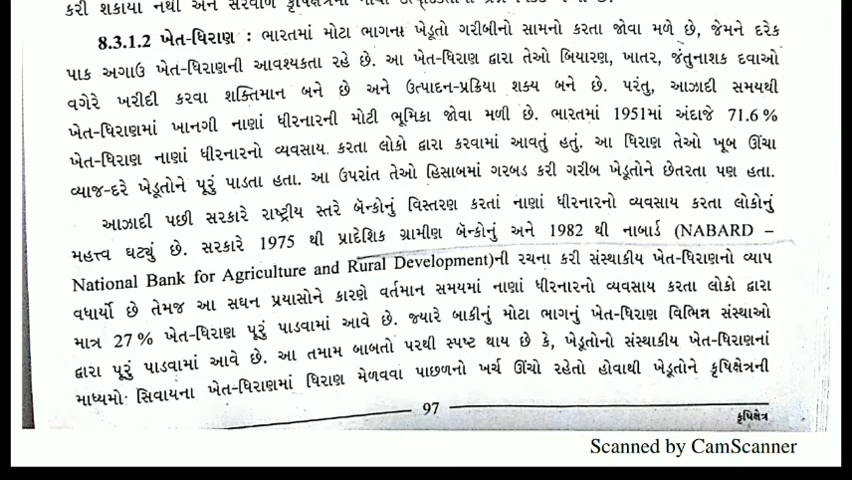 કરી શકાયા નથી અને સરવાળે કૃષિક્ષેત્રમાં
8.3.1.2 ખેત-ધિરાણ : ભારતમાં મોટા ભાગના ખેડૂતો ગરીબીનો સામનો કરતા જોવા મળે છે, જેમને દરેક
પાક અગાઉ ખેત-ધિરાણની આવશ્યકતા રહે છે. આ ખેત-ધિરાણ દ્વારા તેઓ બિયારણ, ખાતર, જંતુનાશક દવાઓ
વગેરે ખરીદી કરવા શક્તિમાન બને છે અને ઉત્પાદન-પ્રક્રિયા શક્ય બને છે. પરંતુ, આઝાદી સમયથી
ખેત-ધિરાણમાં ખાનગી નાણાં ધીરનારની મોટી ભૂમિકા જોવા મળી છે. ભારતમાં 1951માં અંદાજે 71.6 %
ખેત-ધિરાણ નાણાં ધીરનારનો વ્યવસાય કરતા લોકો દ્વારા કરવામાં આવતું હતું. આ ધિરાણ તેઓ ખૂબ ઊંચા
વ્યાજ-દરે ખેડૂતોને પૂરું પાડતા હતા. આ ઉપરાંત તેઓ હિસાબમાં ગરબડ કરી ગરીબ ખેડૂતોને છેતરતા પણ હતા.
આઝાદી પછી સરકારે રાષ્ટ્રીય સ્તરે બૅન્કોનું વિસ્તરણ કરતાં નાણાં ધીરનારનો વ્યવસાય કરતા લોકોનું
મહત્ત્વ ઘટ્યું છે. સરકારે 1975 થી પ્રાદેશિક ગ્રામીણ બૅન્કોનું અને 1982 થી નાબાર્ડ (NABARD –
National Bank for Agriculture and Rural Development)ની રચના કરી સંસ્થાકીય ખેત-ધિરાણનો વ્યાપ
વધાર્યો છે તેમજ આ સઘન પ્રયાસોને કારણે વર્તમાન સમયમાં નાણાં ધીરનારનો વ્યવસાય કરતા લોકો દ્વારા
માત્ર 27 % ખેત-ધિરાણ પૂરું પાડવામાં આવે છે. જ્યારે બાકીનું મોટા ભાગનું ખેત-ધિરાણ વિભિન્ન સંસ્થાઓ
દ્વારા પૂરું પાડવામાં આવે છે. આ તમામ બાબતો પરથી સ્પષ્ટ થાય છે કે, ખેડૂતોનો સંસ્થાકીય ખેત-ધિરાણનાં
માધ્યમો સિવાયના ખેત-ધિરાણમાં ધિરાણ મેળવવા પાછળનો ખર્ચ ઊંચો રહેતો હોવાથી ખેડૂતોને કૃષિક્ષેત્રની
97
કૃષિક્ષેત્ર
Scanned by CamScanner